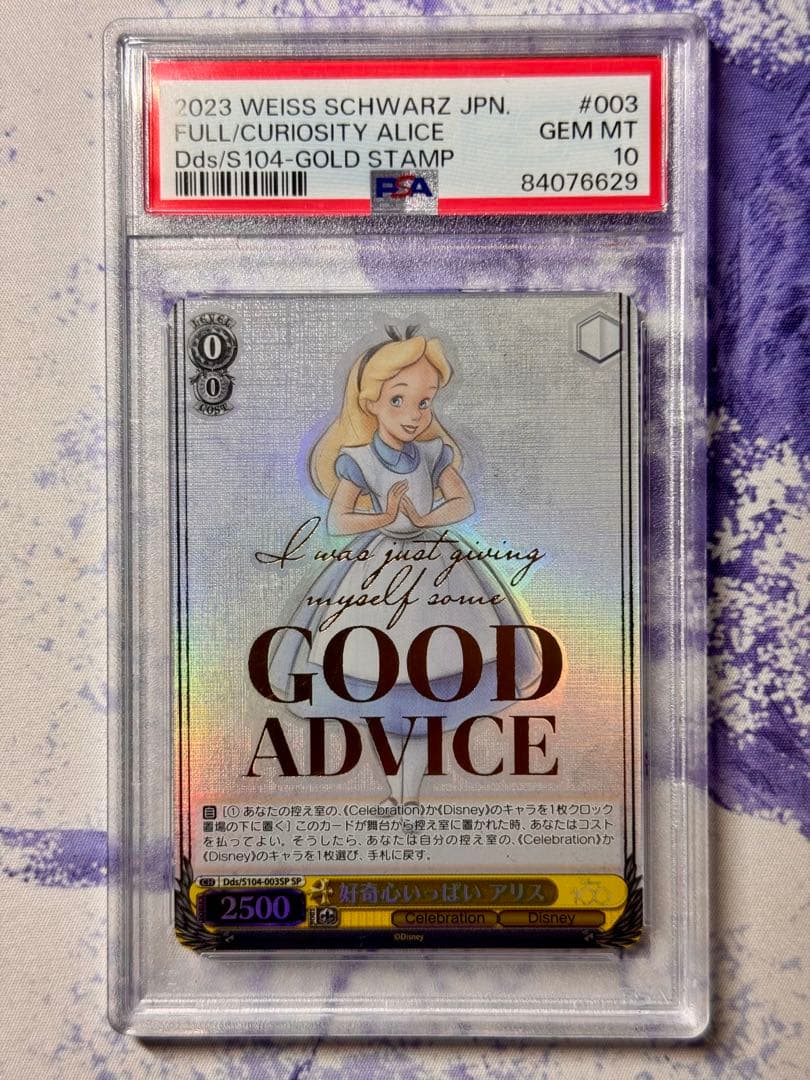 2023 WEISS SCHWARZ JPN. #003
FULL/CURIOSITY ALICE GEM MT
Dds/S104-GOLD STAMP 10
PSA 84076629
LEVEL
0
0
COST
I was just giving
myself some
GOOD
ADVICE
自 [① あなたの控え室の、《Celebration》か《Disney》のキャラを1枚クロック
置場の下に置く] このカードが舞台から控え室に置かれた時、あなたはコスト
を払ってよい。そうしたら、あなたは自分の控え室の、《Celebration》か
《Disney》のキャラを1枚選び、手札に戻す。
CH Dds/S104-003SP SP
好奇心いっぱい アリス
2500
Celebration Disney
©Disney